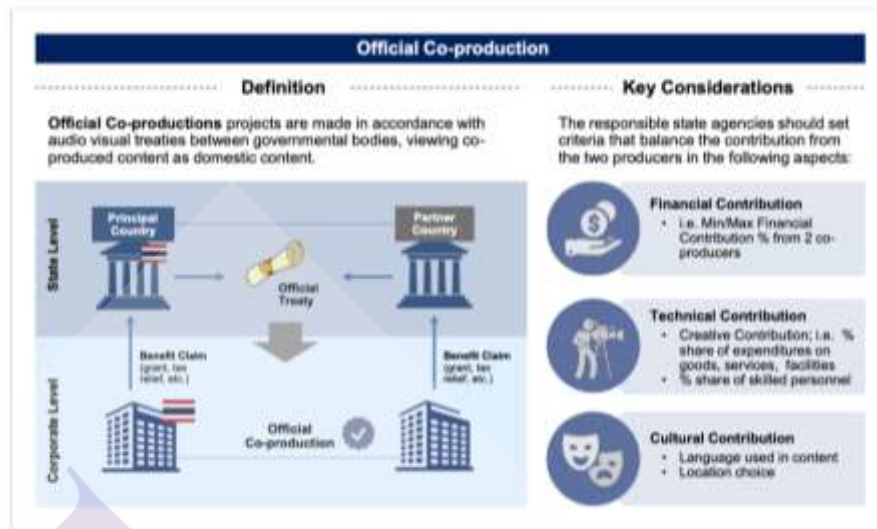 Official Co-production
Definition
Official Co-productions projects are made in accordance with
audio visual treaties between governmental bodies, viewing co-
produced content as domestic content.
State Level
Principal
Country
Partner
Country
Official
Treaty
Benefit Claim
(grant, tax
relief, etc.)
Benefit Claim
(grant, tax
relief, etc.)
Corporate Level
Official
Co-production
Key Considerations
The responsible state agencies should set
criteria that balance the contribution from
the two producers in the following aspects:
Financial Contribution
• i.e. Min/Max Financial
Contribution % from 2 co-
producers
Technical Contribution
• Creative Contribution; i.e. %
share of expenditures on
goods, services, facilities
• % share of skilled personnel
Cultural Contribution
• Language used in content
• Location choice